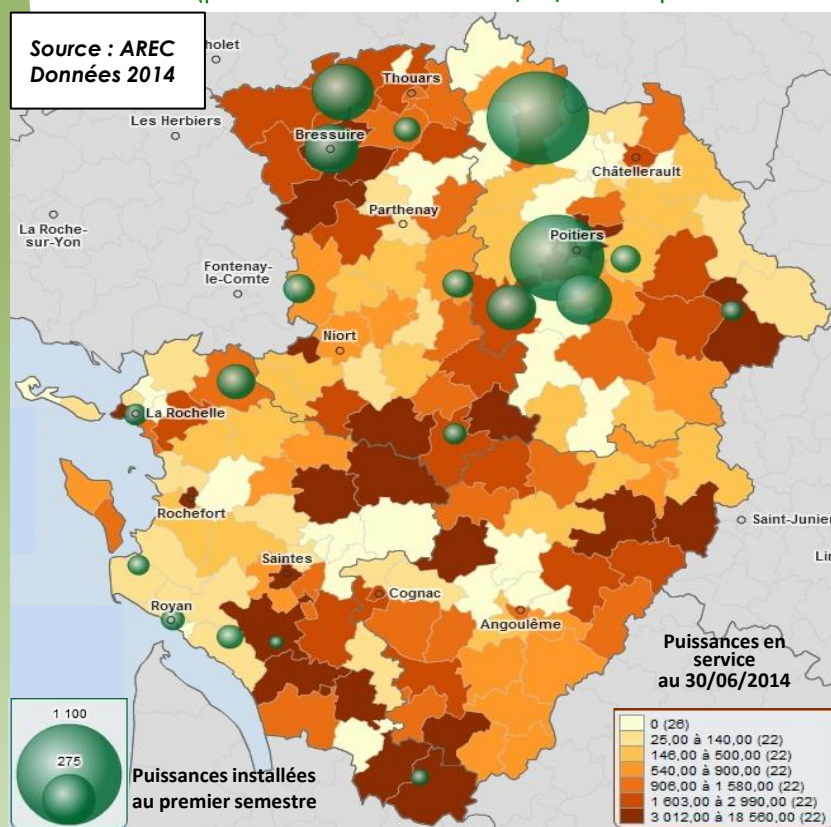 Source : AREC
Données 2014
Thouars
Les Herbiers
Bressuire
Châtellerault
La Roche-
sur-Yon
Parthenay
Poitiers
Fontenay-
le-Comte
Niort
La Rochelle
Rochefort
Saint-Junien
Saintes
Cognac
Royan
Angoulême
Puissances en
service
au 30/06/2014
1 100
275
Puissances installées
au premier semestre
0 (26)
25,00 à 140,00 (22)
146,00 à 500,00 (22)
540,00 à 900,00 (22)
906,00 à 1 580,00 (22)
1 603,00 à 2 990,00 (22)
3 012,00 à 18 560,00 (22)